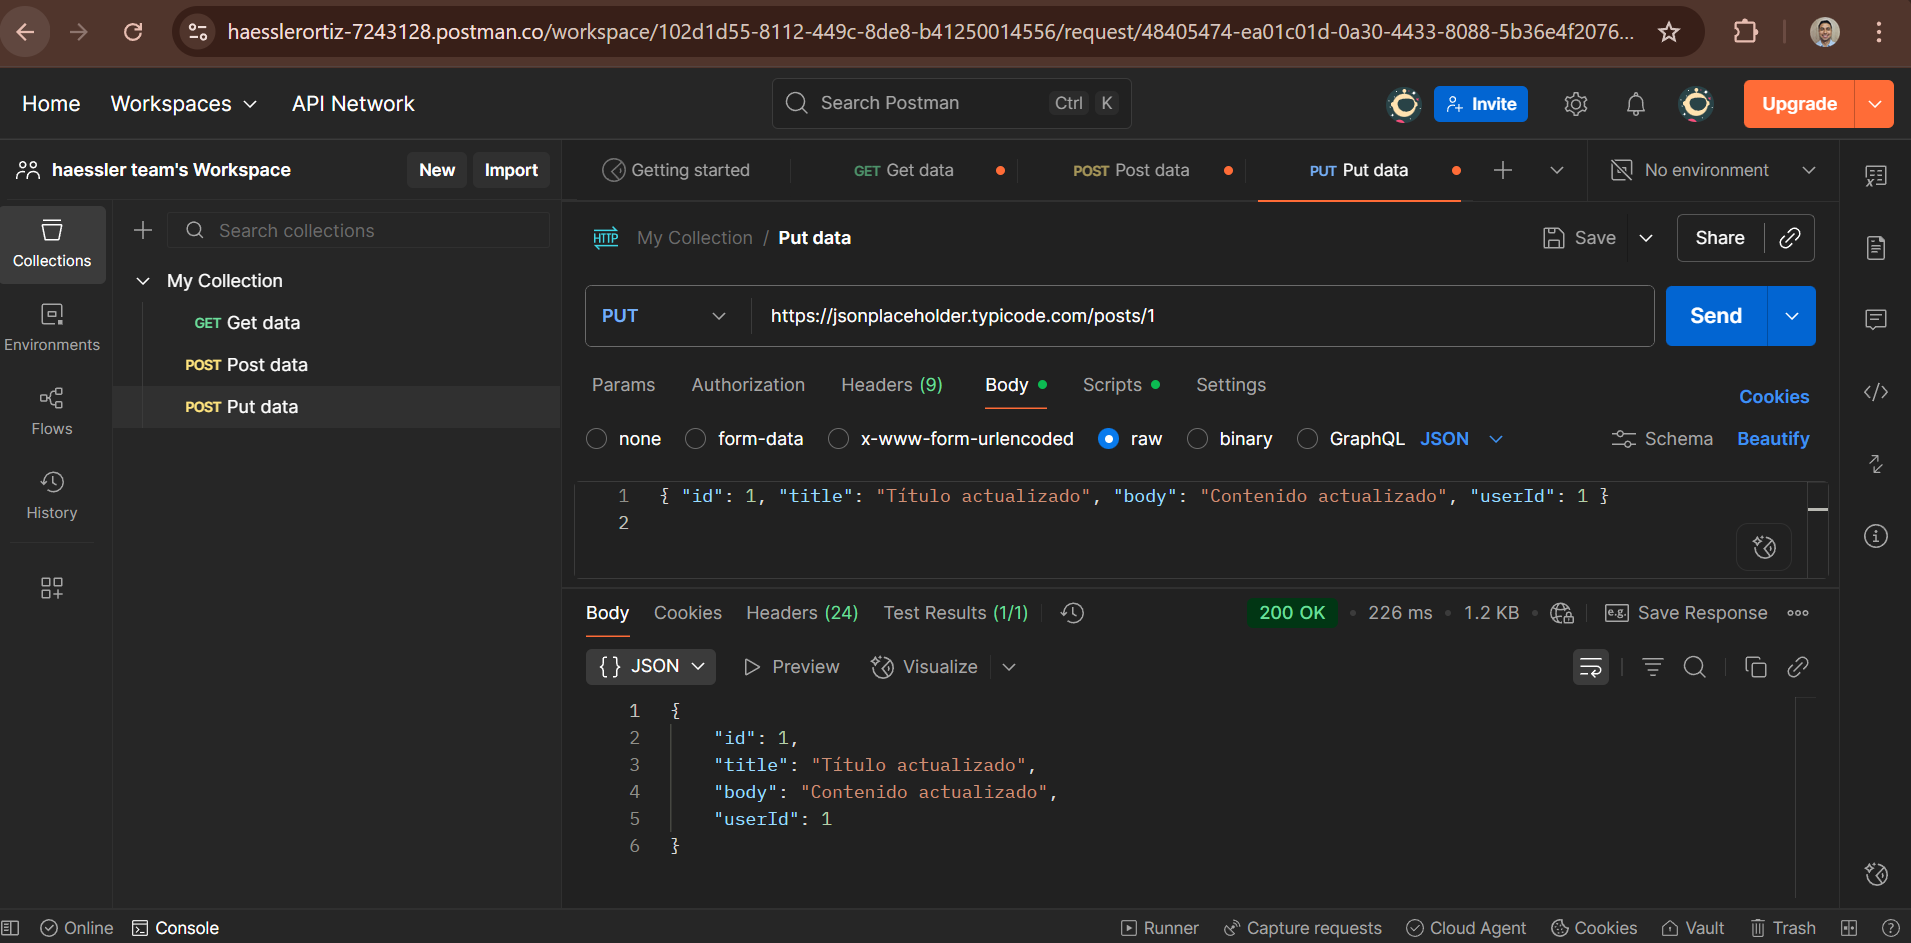 haesslerortiz-7243128.postman.co/workspace/102d1d55-8112-449c-8de8-b41250014556/request/48405474-ea01c01d-0a30-4433-8088-5b36e4f2076...
Home Workspaces API Network Search Postman Ctrl K Invite Upgrade
haessler team's Workspace New Import
Getting started GET Get data POST Post data PUT Put data No environment
Collections
Environments
Flows
History
Search collections
My Collection
GET Get data
POST Post data
POST Put data
HTTP My Collection / Put data Save Share
PUT https://jsonplaceholder.typicode.com/posts/1 Send
Params Authorization Headers (9) Body Scripts Settings Cookies
none form-data x-www-form-urlencoded raw binary GraphQL JSON Schema Beautify
1 { "id": 1, "title": "Título actualizado", "body": "Contenido actualizado", "userId": 1 }
2
Body Cookies Headers (24) Test Results (1/1) 200 OK • 226 ms • 1.2 KB • e.g. Save Response
{} JSON Preview Visualize
1 {
2 "id": 1,
3 "title": "Título actualizado",
4 "body": "Contenido actualizado",
5 "userId": 1
6 }
Online Console Runner Capture requests Cloud Agent Cookies Vault Trash